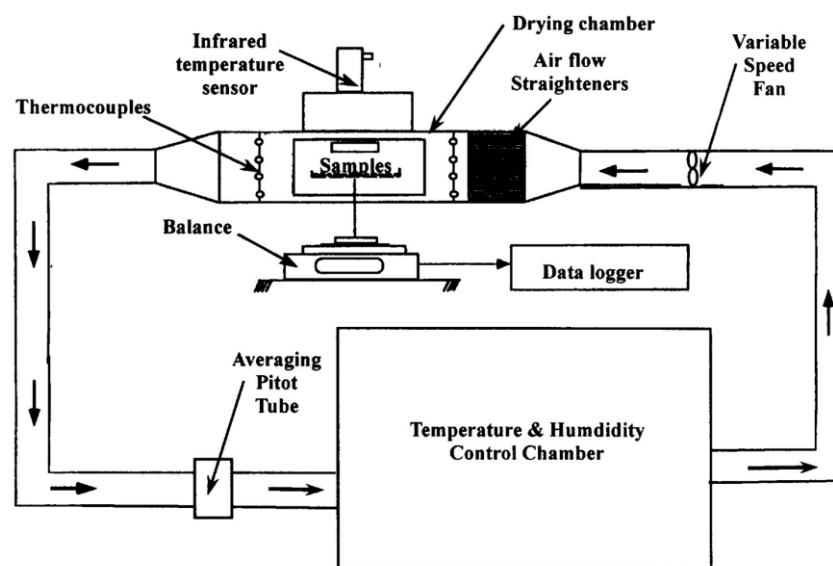 Drying chamber
Infrared
temperature
sensor
Air flow
Straighteners
Variable
Speed
Fan
Thermocouples
Samples
Balance
Data logger
Averaging
Pitot
Tube
Temperature & Humdidity
Control Chamber